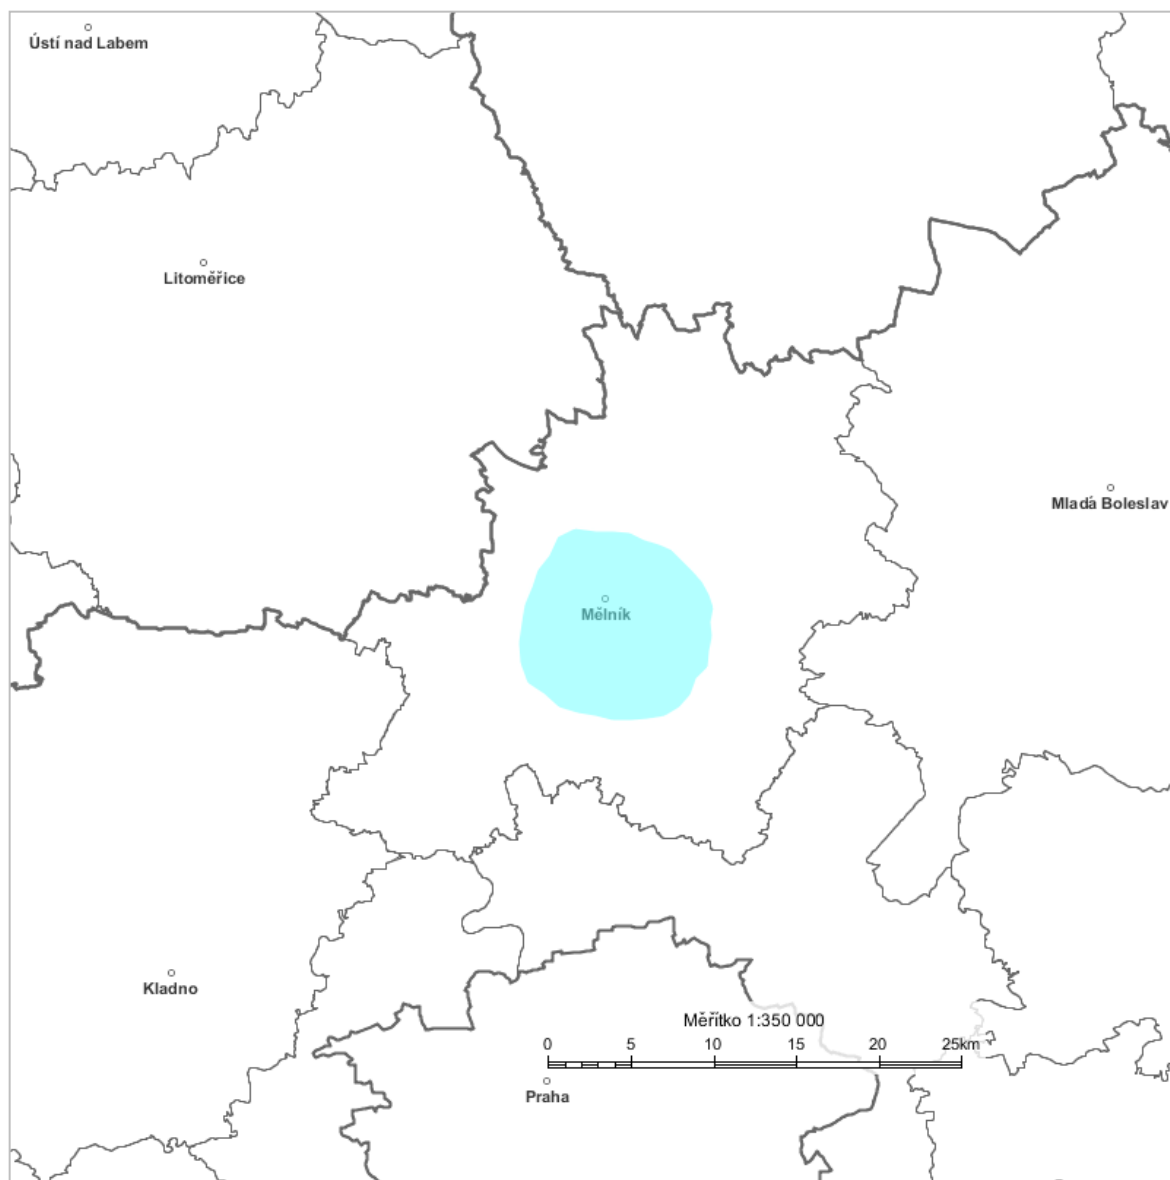 Ústí nad Labem
Litoměřice
Mladá Boleslav
Mělník
Kladno
Měřítko 1:350 000
0 5 10 15 20 25km
Praha